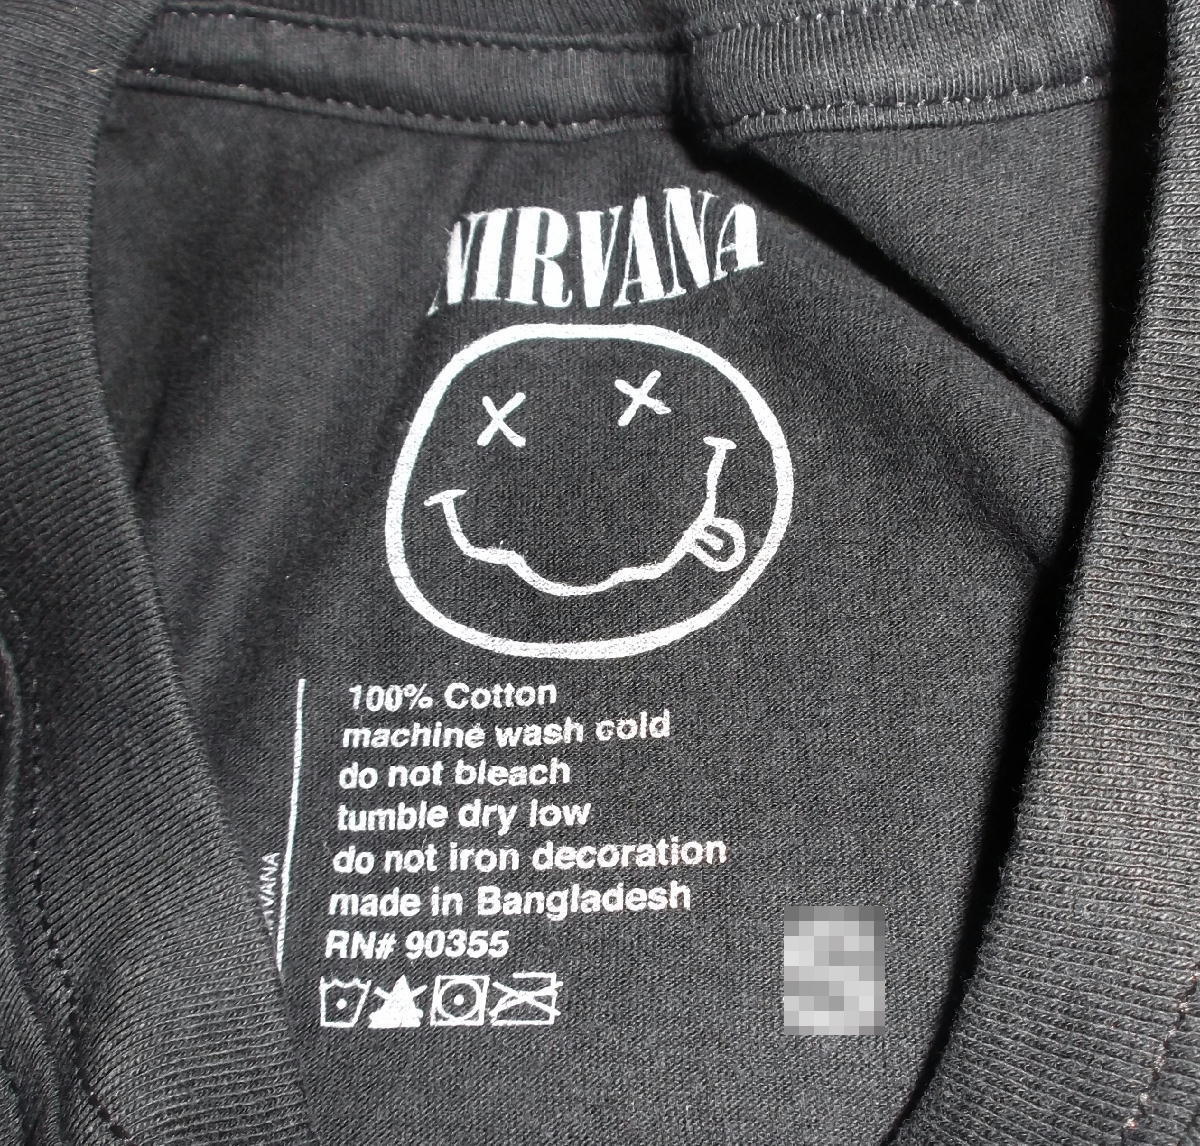 NIRVANA
100% Cotton
machine wash cold
do not bleach
tumble dry low
do not iron decoration
made in Bangladesh
RN# 90355